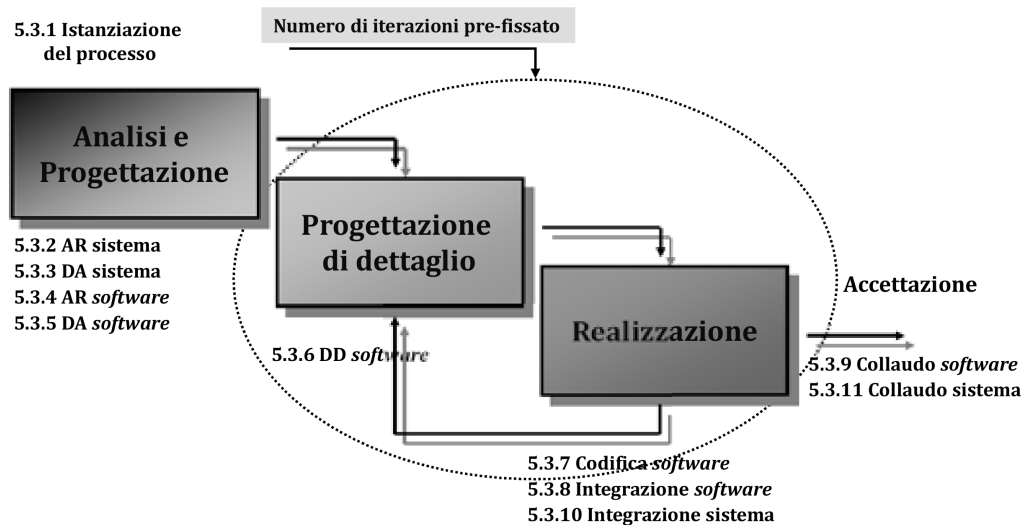 5.3.1 Istanziazione
del processo
Numero di iterazioni pre-fissato
Analisi e
Progettazione
5.3.2 AR sistema
5.3.3 DA sistema
5.3.4 AR software
5.3.5 DA software
Progettazione
di dettaglio
5.3.6 DD software
Realizzazione
5.3.7 Codifica software
5.3.8 Integrazione software
5.3.10 Integrazione sistema
Accettazione
5.3.9 Collaudo software
5.3.11 Collaudo sistema